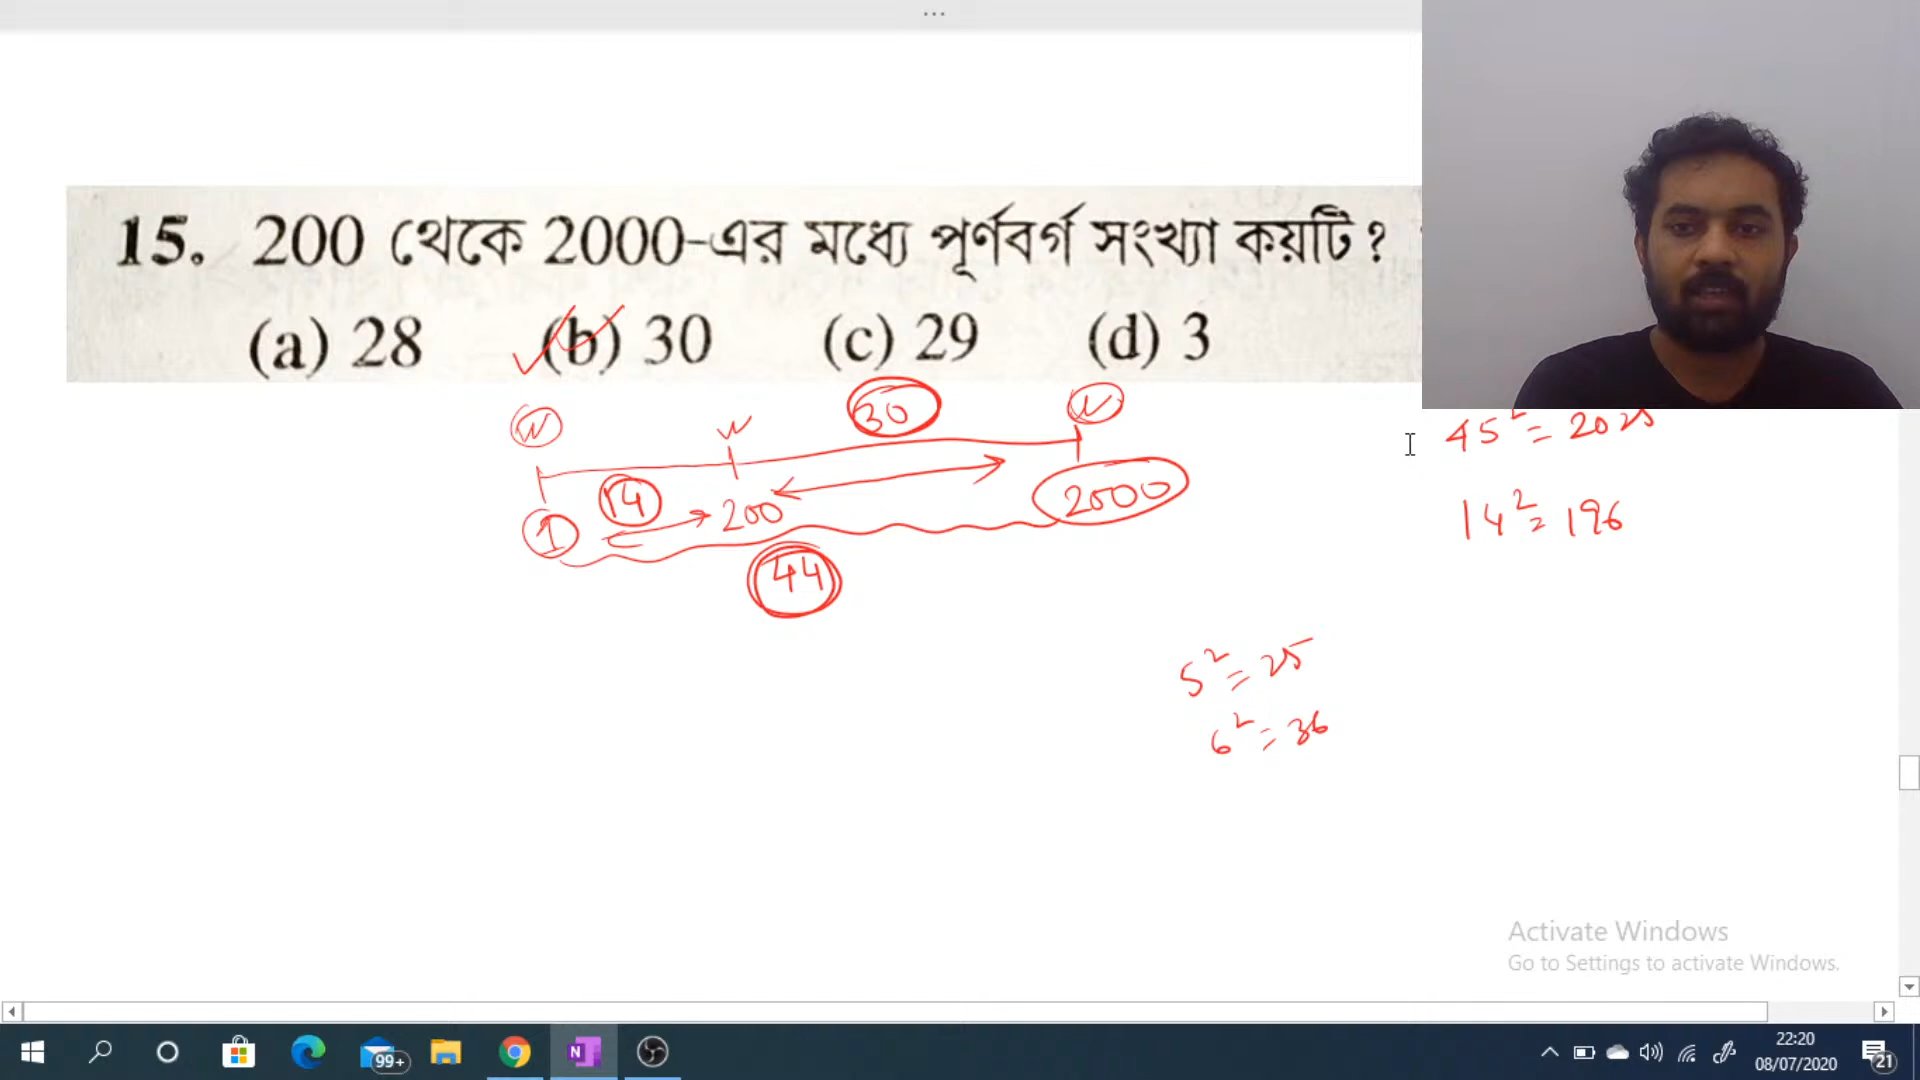 ...
15. 200 থেকে 2000-এর মধ্যে পূর্ণবর্গ সংখ্যা কয়টি ?
(a) 28 (b) 30 (c) 29 (d) 3
30
45² = 2025
14
1
200
2000
14² = 196
44
5² = 25
6² = 36
Activate Windows
Go to Settings to activate Windows.
99+
N
22:20
08/07/2020
21